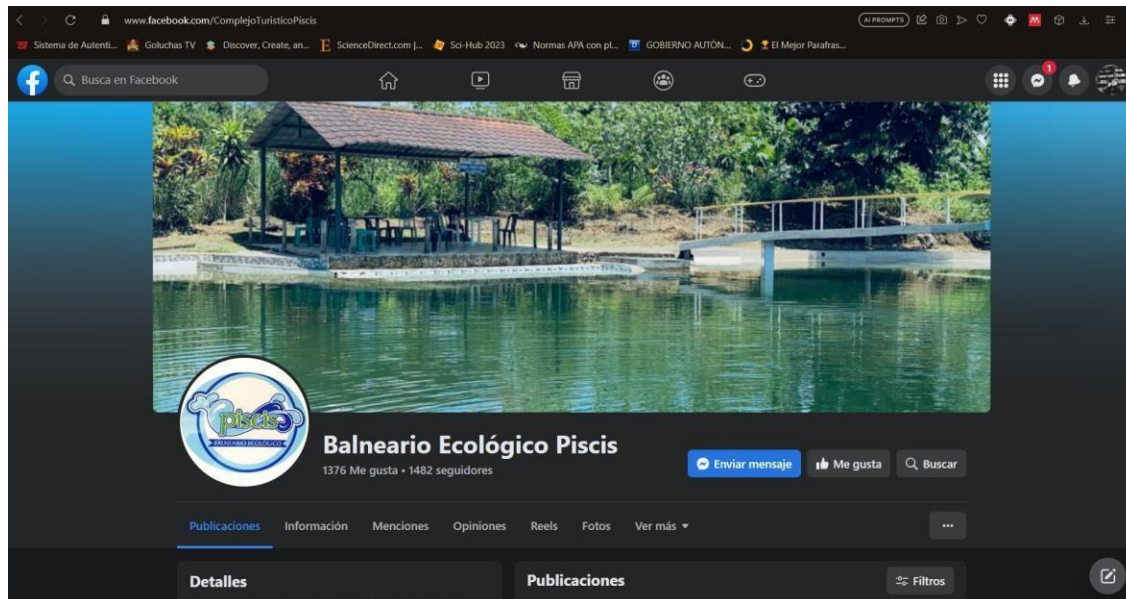 www.facebook.com/ComplejoTuristicoPiscis
AI PROMPTS
Sistema de Autenti...
Goluchas TV
Discover, Create, an...
ScienceDirect.com |...
Sci-Hub 2023
Normas APA con pl...
GOBIERNO AUTÓN...
El Mejor Parafras...
Busca en Facebook
1
piscis
BALNEARIO ECOLÓGICO
Balneario Ecológico Piscis
1376 Me gusta • 1482 seguidores
Enviar mensaje
Me gusta
Buscar
Publicaciones
Información
Menciones
Opiniones
Reels
Fotos
Ver más
Detalles
Publicaciones
Filtros